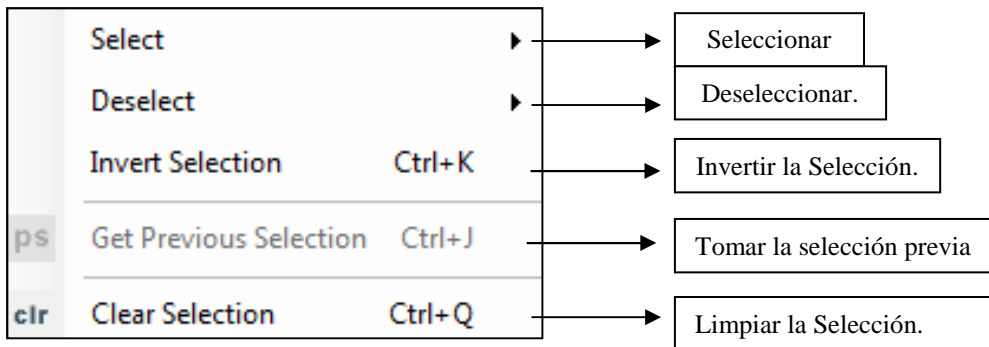 Select Seleccionar
Deselect Deseleccionar.
Invert Selection Ctrl+K Invertir la Selección.
ps Get Previous Selection Ctrl+J Tomar la selección previa
clr Clear Selection Ctrl+Q Limpiar la Selección.